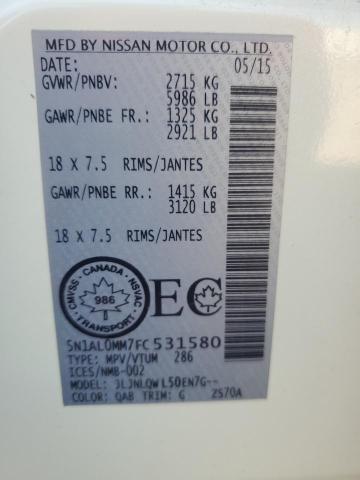 MFD BY NISSAN MOTOR CO., LTD.
DATE: 05/15
GVWR/PNBV: 2715 KG
5986 LB
GAWR/PNBE FR.: 1325 KG
2921 LB
18 x 7.5 RIMS/JANTES
GAWR/PNBE RR.: 1415 KG
3120 LB
18 x 7.5 RIMS/JANTES
CMVSS · CANADA · NSVAC
986
TRANSPORT
EC
5N1AL0MM7FC531580
TYPE: MPV/VTUM 286
ICES/NMB-002
MODEL: JLJNLQWL50EN7G--
COLOR: QAB TRIM: G 2S70A